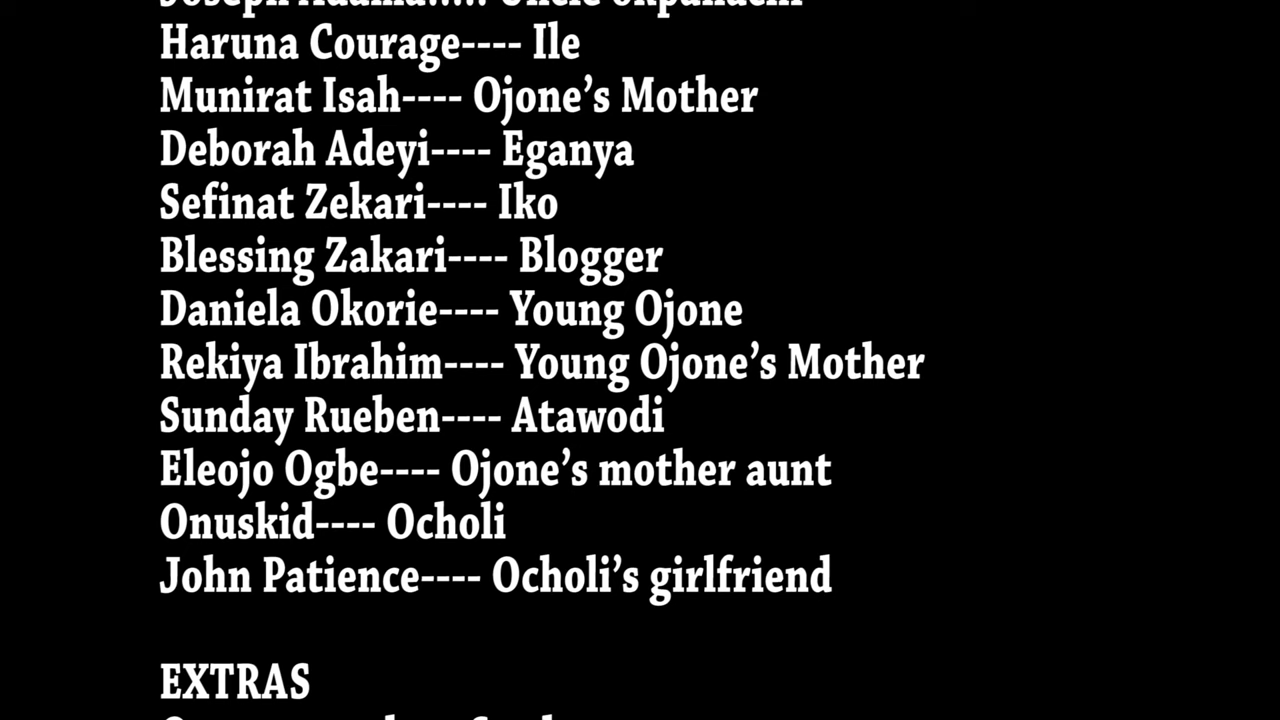 Haruna Courage---- Ile
Munirat Isah---- Ojone’s Mother
Deborah Adeyi---- Eganya
Sefinat Zekari---- Iko
Blessing Zakari---- Blogger
Daniela Okorie---- Young Ojone
Rekiya Ibrahim---- Young Ojone’s Mother
Sunday Rueben---- Atawodi
Eleojo Ogbe---- Ojone’s mother aunt
Onuskid---- Ocholi
John Patience---- Ocholi’s girlfriend
EXTRAS